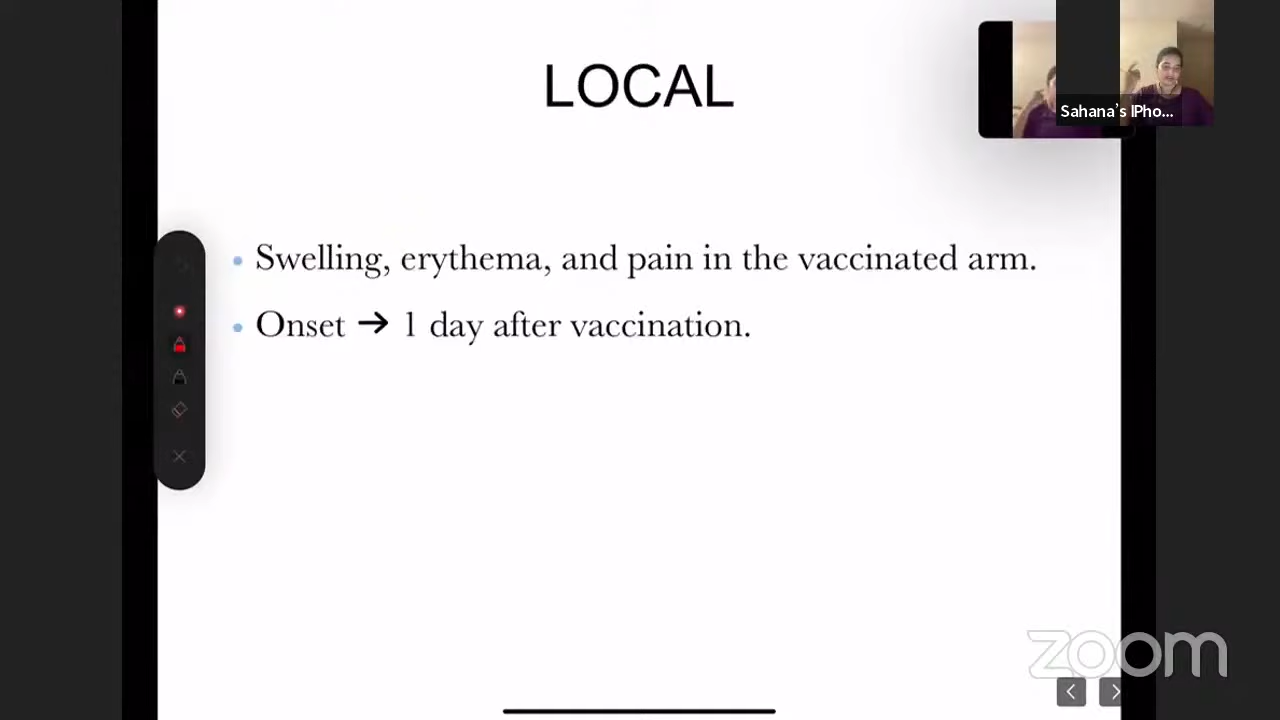 LOCAL
Sahana's IPho...
• Swelling, erythema, and pain in the vaccinated arm.
• Onset → 1 day after vaccination.
zoom